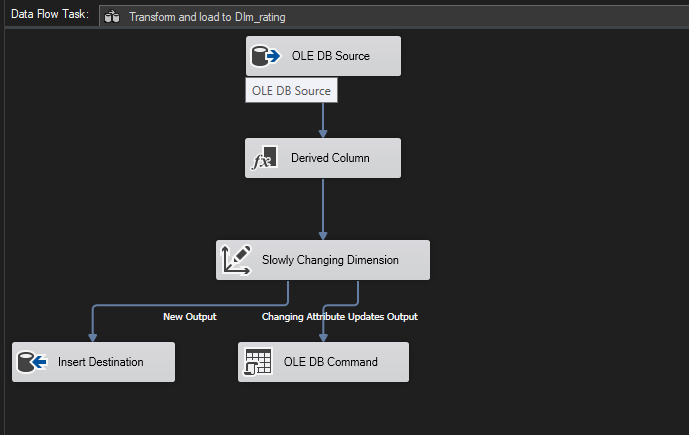 Data Flow Task: Transform and load to DIm_rating
OLE DB Source
OLE DB Source
Derived Column
Slowly Changing Dimension
New Output
Changing Attribute Updates Output
Insert Destination
OLE DB Command